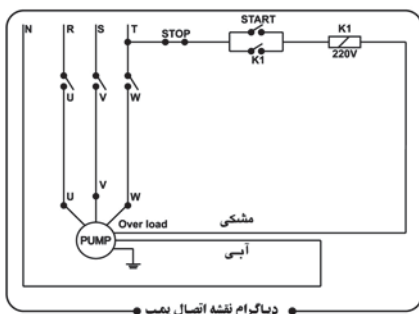 N R S T
START
STOP
K1
K1
220V
U V W
U V W
Over load
مشکی
PUMP
آبی
دیاگرام نقشه اتصال پمپ